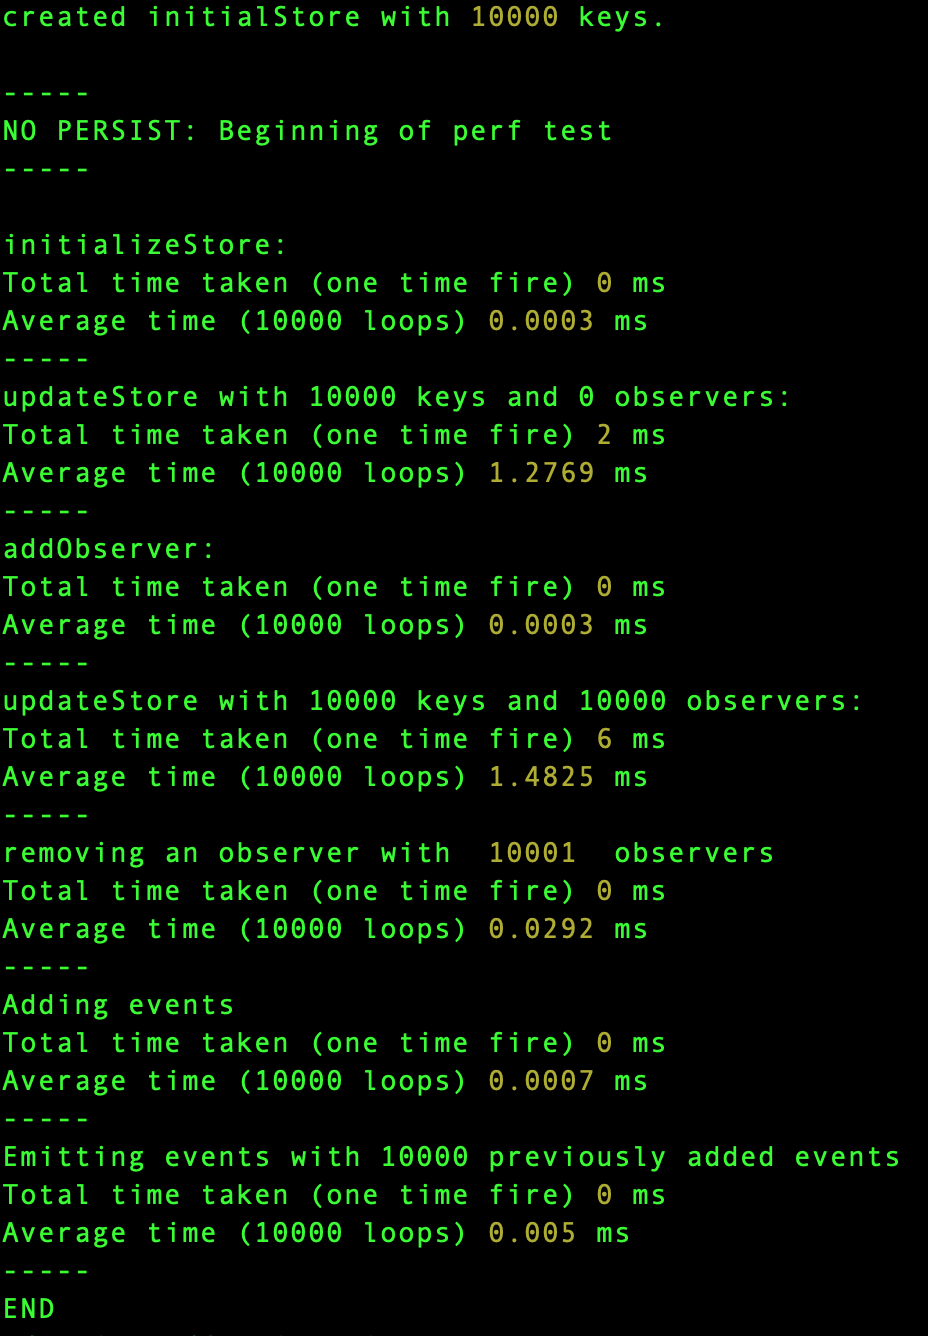 created initialStore with 10000 keys.
-----
NO PERSIST: Beginning of perf test
-----
initializeStore:
Total time taken (one time fire) 0 ms
Average time (10000 loops) 0.0003 ms
-----
updateStore with 10000 keys and 0 observers:
Total time taken (one time fire) 2 ms
Average time (10000 loops) 1.2769 ms
-----
addObserver:
Total time taken (one time fire) 0 ms
Average time (10000 loops) 0.0003 ms
-----
updateStore with 10000 keys and 10000 observers:
Total time taken (one time fire) 6 ms
Average time (10000 loops) 1.4825 ms
-----
removing an observer with  10001  observers
Total time taken (one time fire) 0 ms
Average time (10000 loops) 0.0292 ms
-----
Adding events
Total time taken (one time fire) 0 ms
Average time (10000 loops) 0.0007 ms
-----
Emitting events with 10000 previously added events
Total time taken (one time fire) 0 ms
Average time (10000 loops) 0.005 ms
-----
END